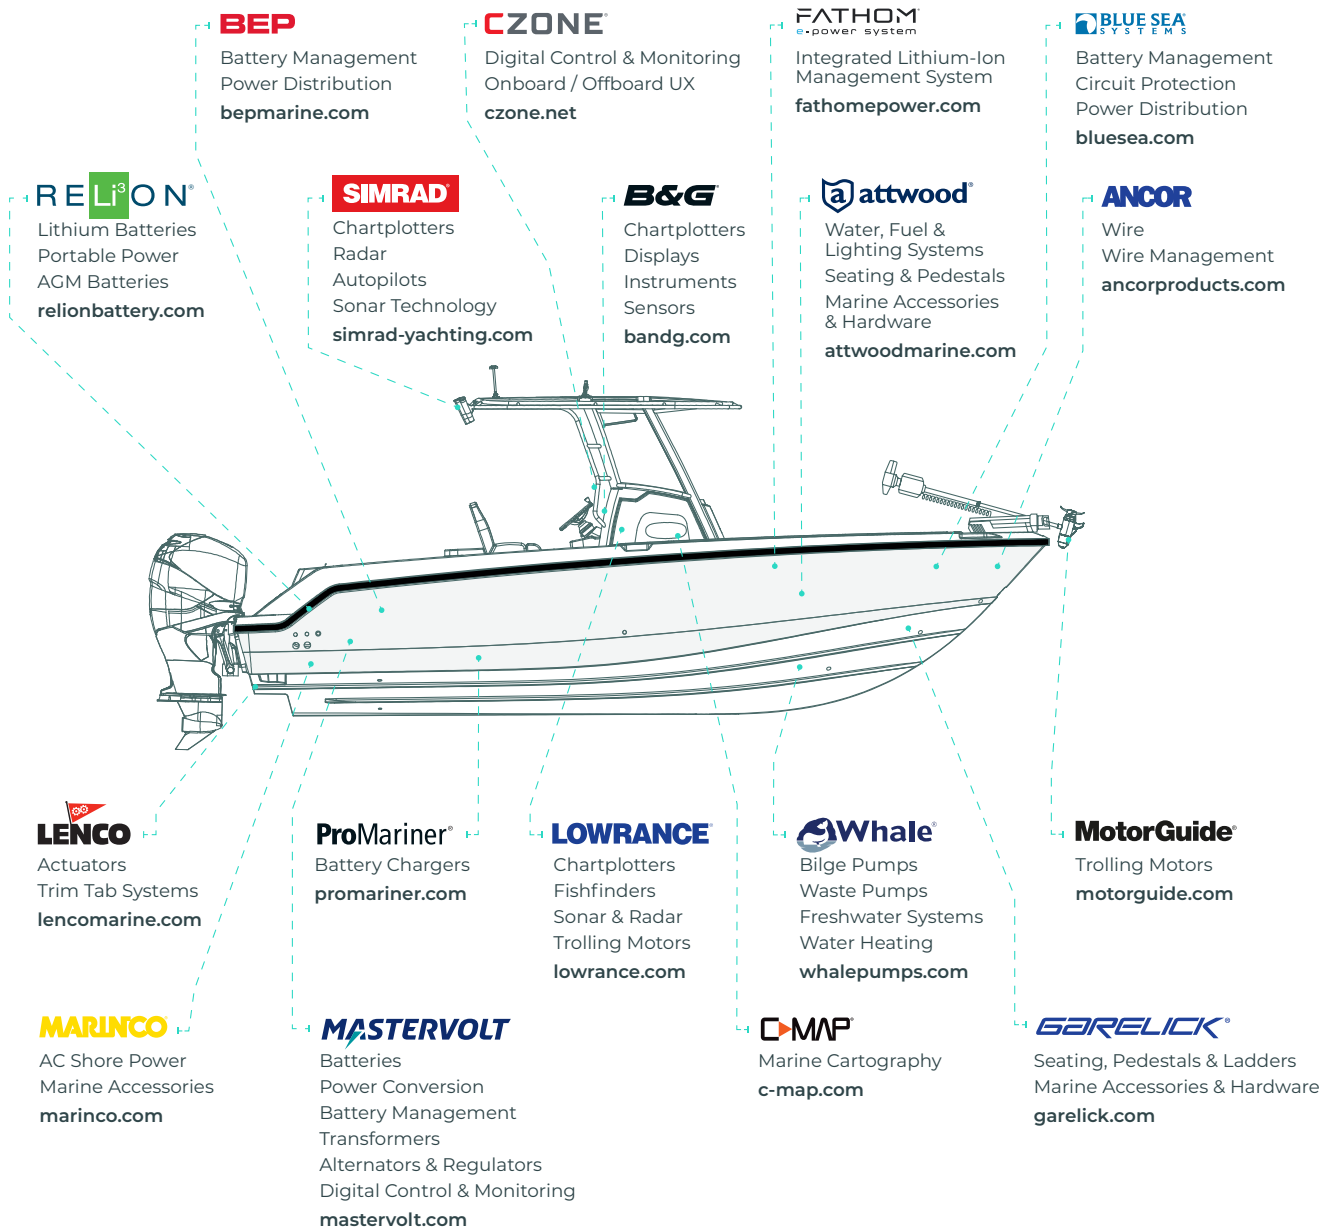 BEP
Battery Management
Power Distribution
bepmarine.com
CZONE®
Digital Control & Monitoring
Onboard / Offboard UX
czone.net
FATHOM®
e-power system
Integrated Lithium-Ion
Management System
fathomepower.com
BLUE SEA®
SYSTEMS
Battery Management
Circuit Protection
Power Distribution
bluesea.com
RELi³ON®
Lithium Batteries
Portable Power
AGM Batteries
relionbattery.com
SIMRAD®
Chartplotters
Radar
Autopilots
Sonar Technology
simrad-yachting.com
B&G®
Chartplotters
Displays
Instruments
Sensors
bandg.com
a attwood®
Water, Fuel &
Lighting Systems
Seating & Pedestals
Marine Accessories
& Hardware
attwoodmarine.com
ANCOR
Wire
Wire Management
ancorproducts.com
LENCO
Actuators
Trim Tab Systems
lencomarine.com
ProMariner®
Battery Chargers
promariner.com
LOWRANCE®
Chartplotters
Fishfinders
Sonar & Radar
Trolling Motors
lowrance.com
Whale®
Bilge Pumps
Waste Pumps
Freshwater Systems
Water Heating
whalepumps.com
MotorGuide®
Trolling Motors
motorguide.com
MARINCO
AC Shore Power
Marine Accessories
marinco.com
MASTERVOLT
Batteries
Power Conversion
Battery Management
Transformers
Alternators & Regulators
Digital Control & Monitoring
mastervolt.com
C-MAP®
Marine Cartography
c-map.com
GARELICK®
Seating, Pedestals & Ladders
Marine Accessories & Hardware
garelick.com